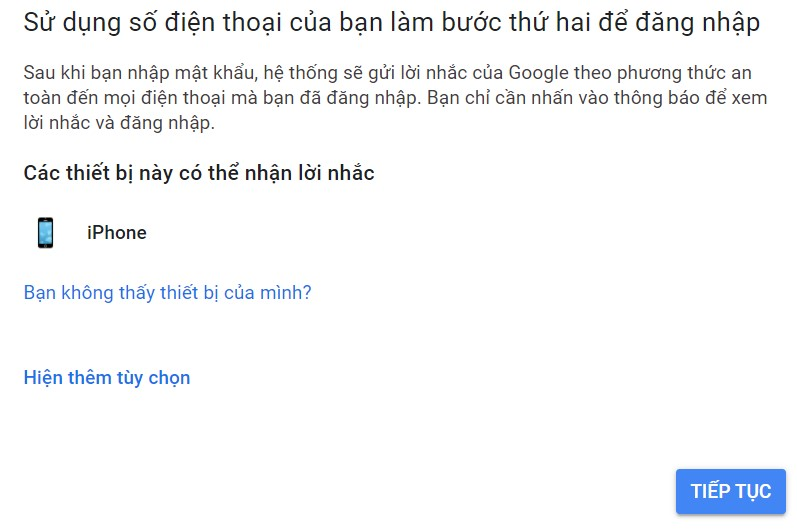 Sử dụng số điện thoại của bạn làm bước thứ hai để đăng nhập
Sau khi bạn nhập mật khẩu, hệ thống sẽ gửi lời nhắc của Google theo phương thức an
toàn đến mọi điện thoại mà bạn đã đăng nhập. Bạn chỉ cần nhấn vào thông báo để xem
lời nhắc và đăng nhập.
Các thiết bị này có thể nhận lời nhắc
iPhone
Bạn không thấy thiết bị của mình?
Hiện thêm tùy chọn
TIẾP TỤC